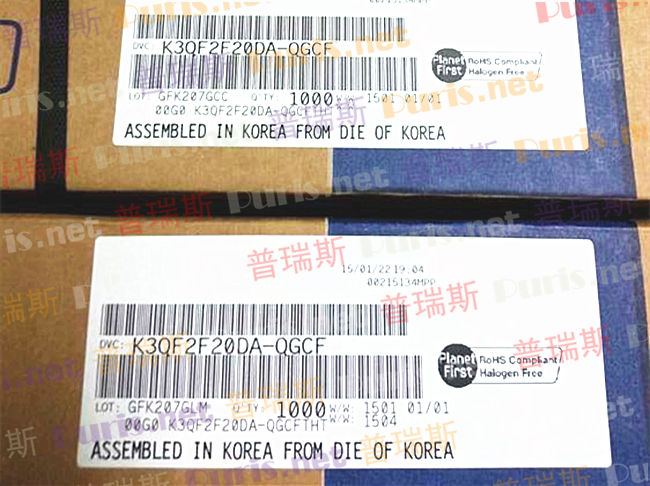 DVC: K3QF2F20DA-QGCF
Planet First RoHS Compliant Halogen Free
LOT: GFK207GCC Q'TY: 1000 W/W: 1501 01/01
00G0 K3QF2F20DA-QGCFTHT
ASSEMBLED IN KOREA FROM DIE OF KOREA
15/01/22 19:04
00215134MPP
DVC: K3QF2F20DA-QGCF
Planet First RoHS Compliant Halogen Free
LOT: GFK207GLM Q'TY: 1000 W/W: 1501 01/01
00G0 K3QF2F20DA-QGCFTHT W/W: 1504
ASSEMBLED IN KOREA FROM DIE OF KOREA
普瑞斯 Puris.net